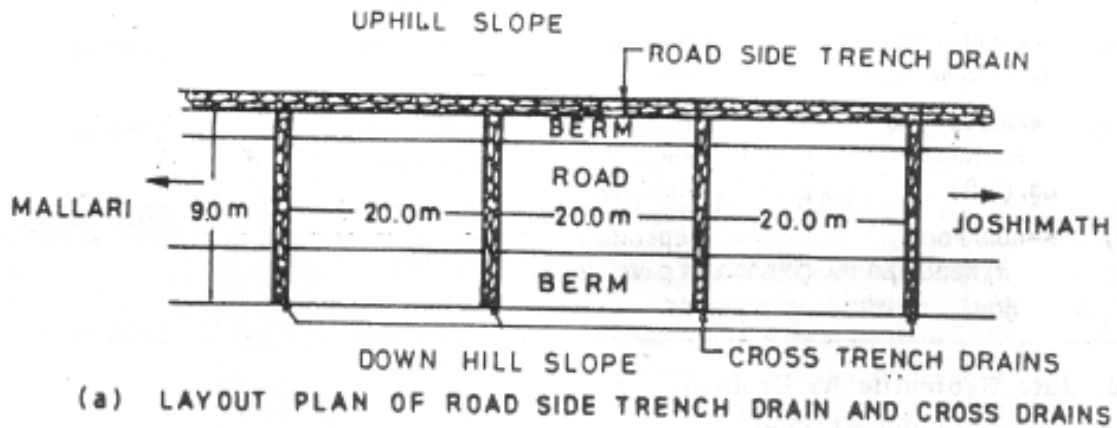 UPHILL SLOPE
ROAD SIDE TRENCH DRAIN
BERM
ROAD
MALLARI 9.0 m 20.0m 20.0m 20.0m JOSHIMATH
BERM
DOWN HILL SLOPE
CROSS TRENCH DRAINS
(a) LAYOUT PLAN OF ROAD SIDE TRENCH DRAIN AND CROSS DRAINS